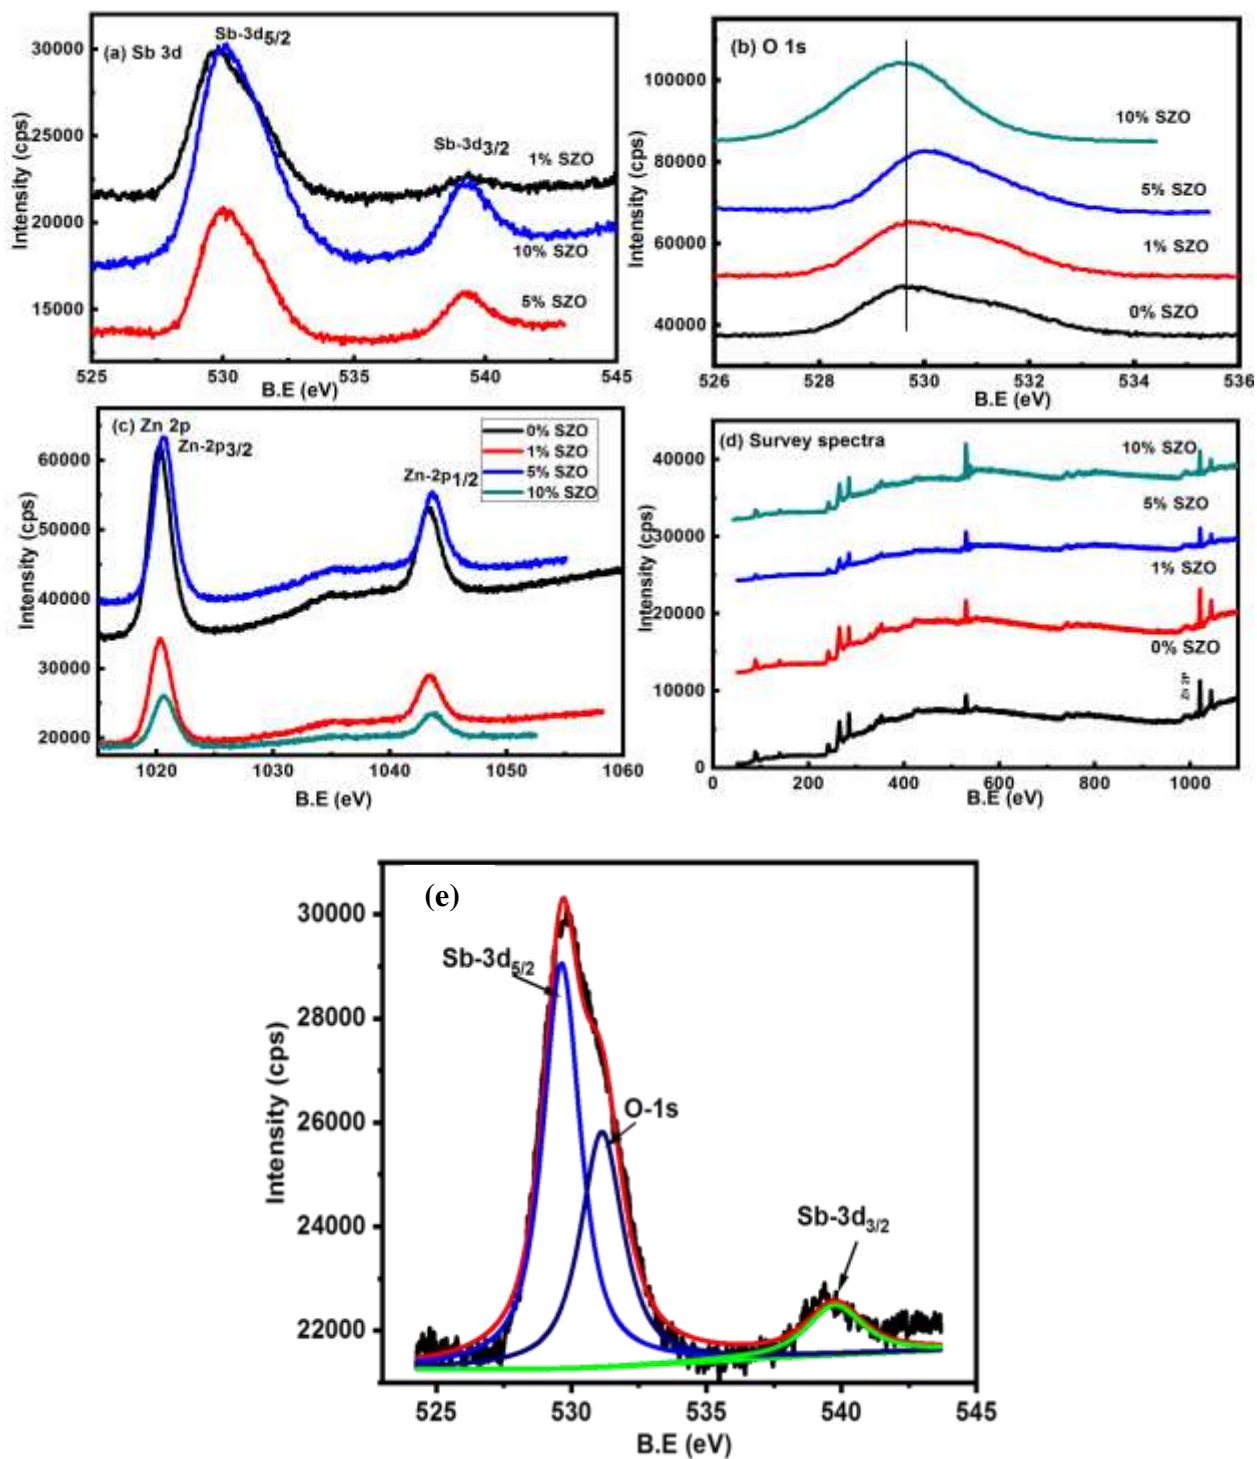 (a) Sb 3d
Sb-3d5/2
Sb-3d3/2
1% SZO
10% SZO
5% SZO
30000
25000
20000
15000
Intensity (cps)
525
530
535
540
545
B.E (eV)
(b) O 1s
10% SZO
5% SZO
1% SZO
0% SZO
100000
80000
60000
40000
Intensity (cps)
526
528
530
532
534
536
B.E (eV)
(c) Zn 2p
Zn-2p3/2
Zn-2p1/2
0% SZO
1% SZO
5% SZO
10% SZO
60000
50000
40000
30000
20000
Intensity (cps)
1020
1030
1040
1050
1060
B.E (eV)
(d) Survey spectra
10% SZO
5% SZO
1% SZO
0% SZO
Zn 2P
40000
30000
20000
10000
0
Intensity (cps)
0
200
400
600
800
1000
B.E (eV)
(e)
Sb-3d5/2
O-1s
Sb-3d3/2
30000
28000
26000
24000
22000
Intensity (cps)
525
530
535
540
545
B.E (eV)